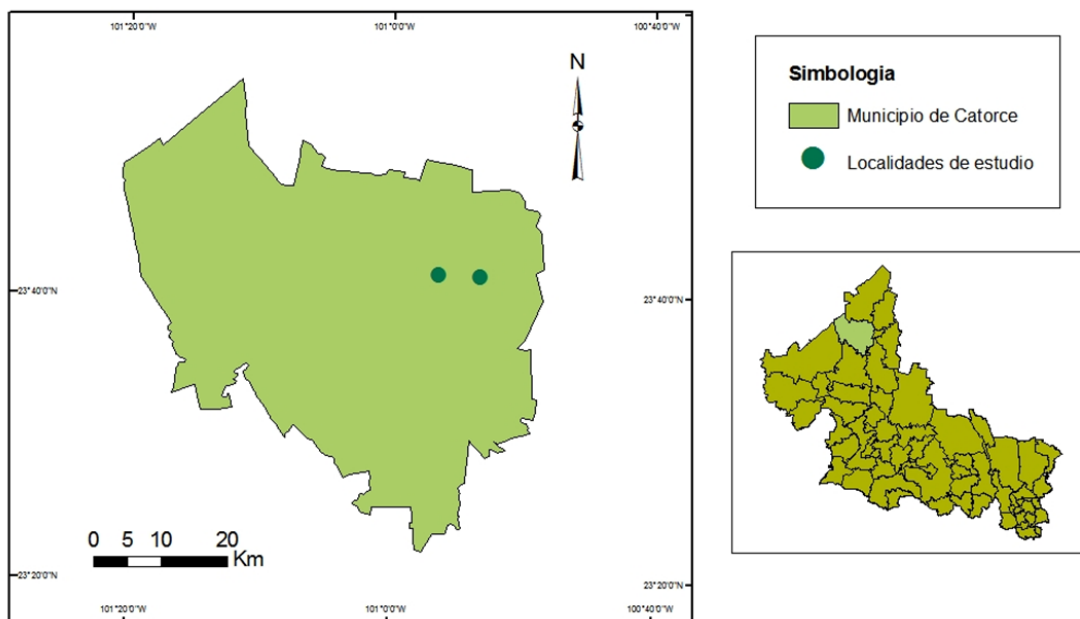 101°20'0"W
101°0'0"W
100°40'0"W
N
23°40'0"N
23°40'0"N
0 5 10 20
Km
23°20'0"N
23°20'0"N
101°20'0"W
101°0'0"W
100°40'0"W
Simbologia
Municipio de Catorce
Localidades de estudio